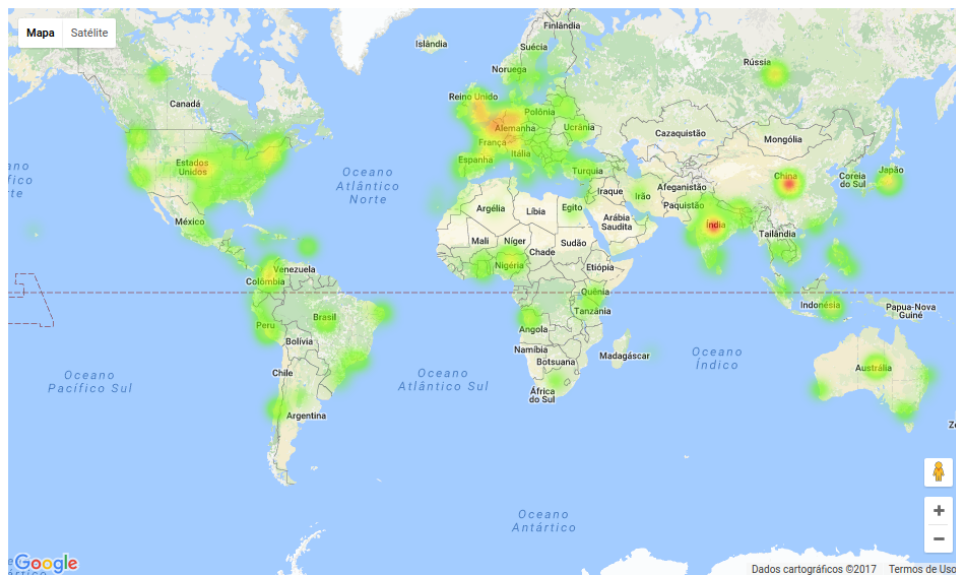 Mapa Satélite
Islândia
Finlândia
Suécia
Noruega
Rússia
Canadá
Reino Unido
Polônia
Alemanha
Ucrânia
França
Cazaquistão
Mongólia
Espanha
Itália
Estados
Unidos
Turquia
China
Coreia
do Sul
Japão
Oceano
Atlântico
Norte
Iraque
Irã
Afeganistão
Paquistão
Argélia
Líbia
Egito
Arábia
Saudita
México
Índia
Tailândia
Mali
Níger
Chade
Sudão
Nigéria
Etiópia
Venezuela
Colômbia
Quênia
Indonésia
Papua-Nova
Guiné
Peru
Brasil
Tanzânia
Angola
Bolívia
Namíbia
Botsuana
Madagáscar
Oceano
Índico
Chile
Oceano
Pacífico Sul
Oceano
Atlântico Sul
Austrália
África
do Sul
Argentina
Oceano
Antártico
Google
Dados cartográficos ©2017 Termos de Uso